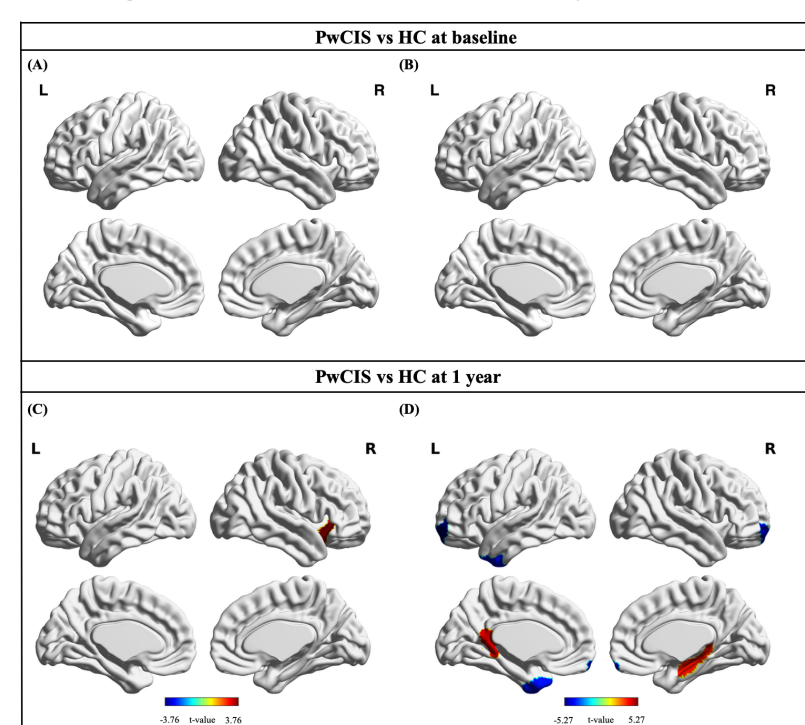 PwCIS vs HC at baseline
(A) (B)
L R L R
PwCIS vs HC at 1 year
(C) (D)
L R L R
-3.76 t-value 3.76 -5.27 t-value 5.27